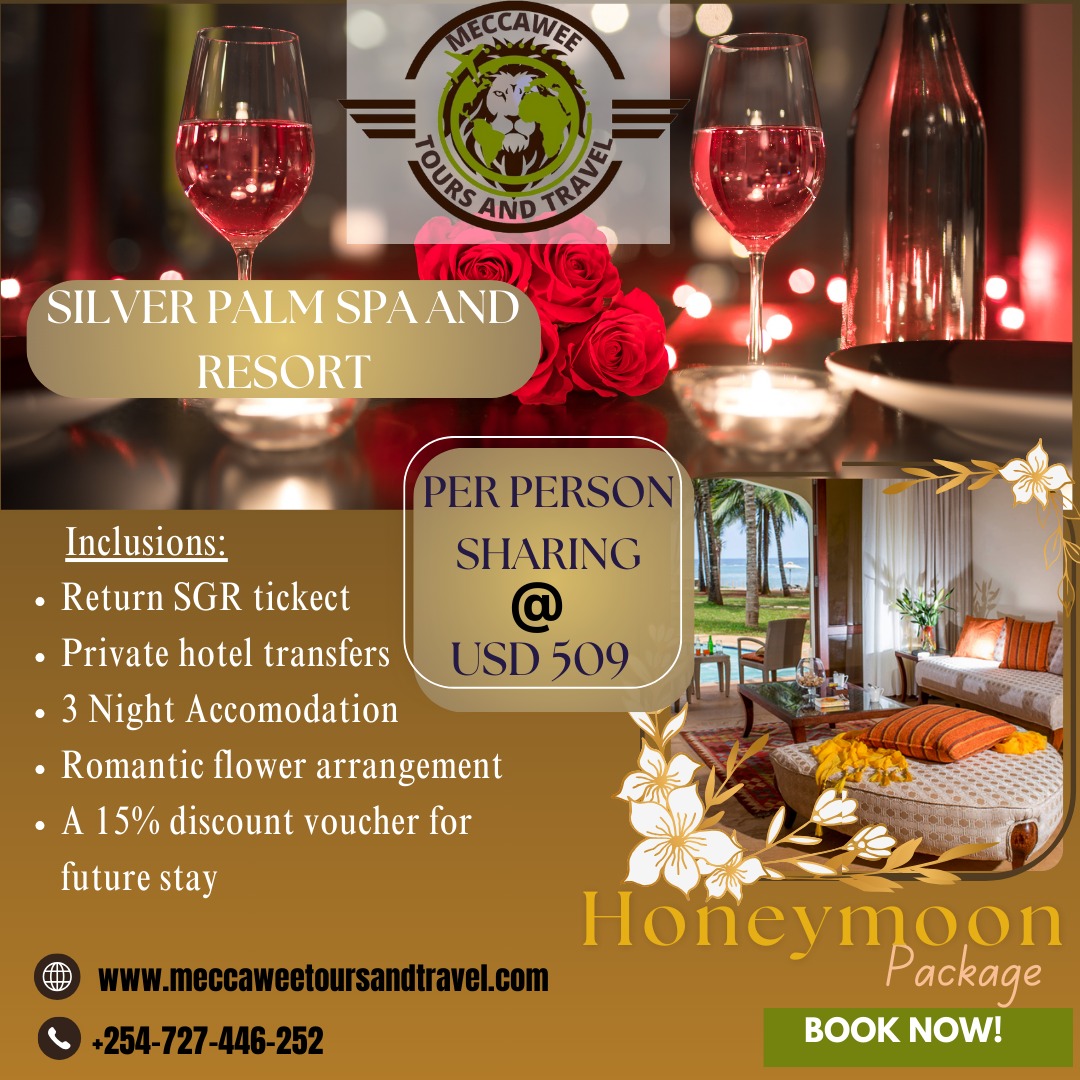 MECCAWEE
TOURS AND TRAVEL
SILVER PALM SPA AND
RESORT
PER PERSON
SHARING
@
USD 509
Inclusions:
• Return SGR tickect
• Private hotel transfers
• 3 Night Accomodation
• Romantic flower arrangement
• A 15% discount voucher for
future stay
Honeymoon
Package
www.meccaweetoursandtravel.com
+254-727-446-252
BOOK NOW!